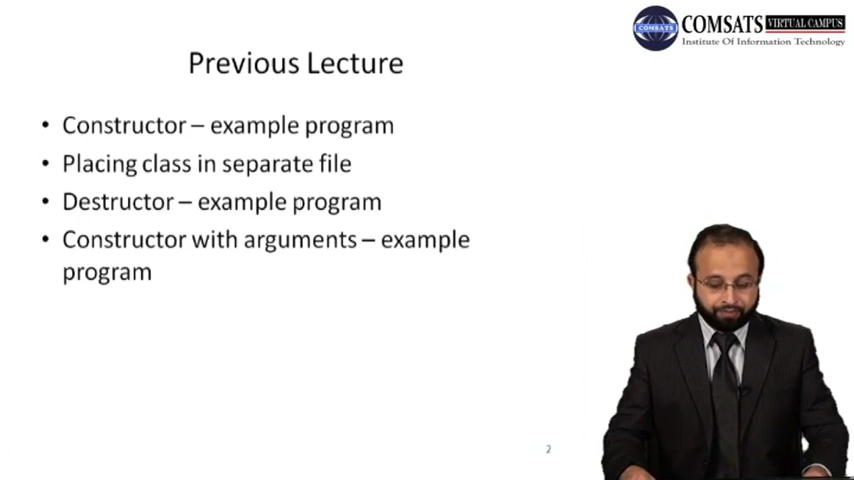 COMSATS VIRTUAL CAMPUS
COMSATS
Institute Of Information Technology
Previous Lecture
• Constructor – example program
• Placing class in separate file
• Destructor – example program
• Constructor with arguments – example
program
2